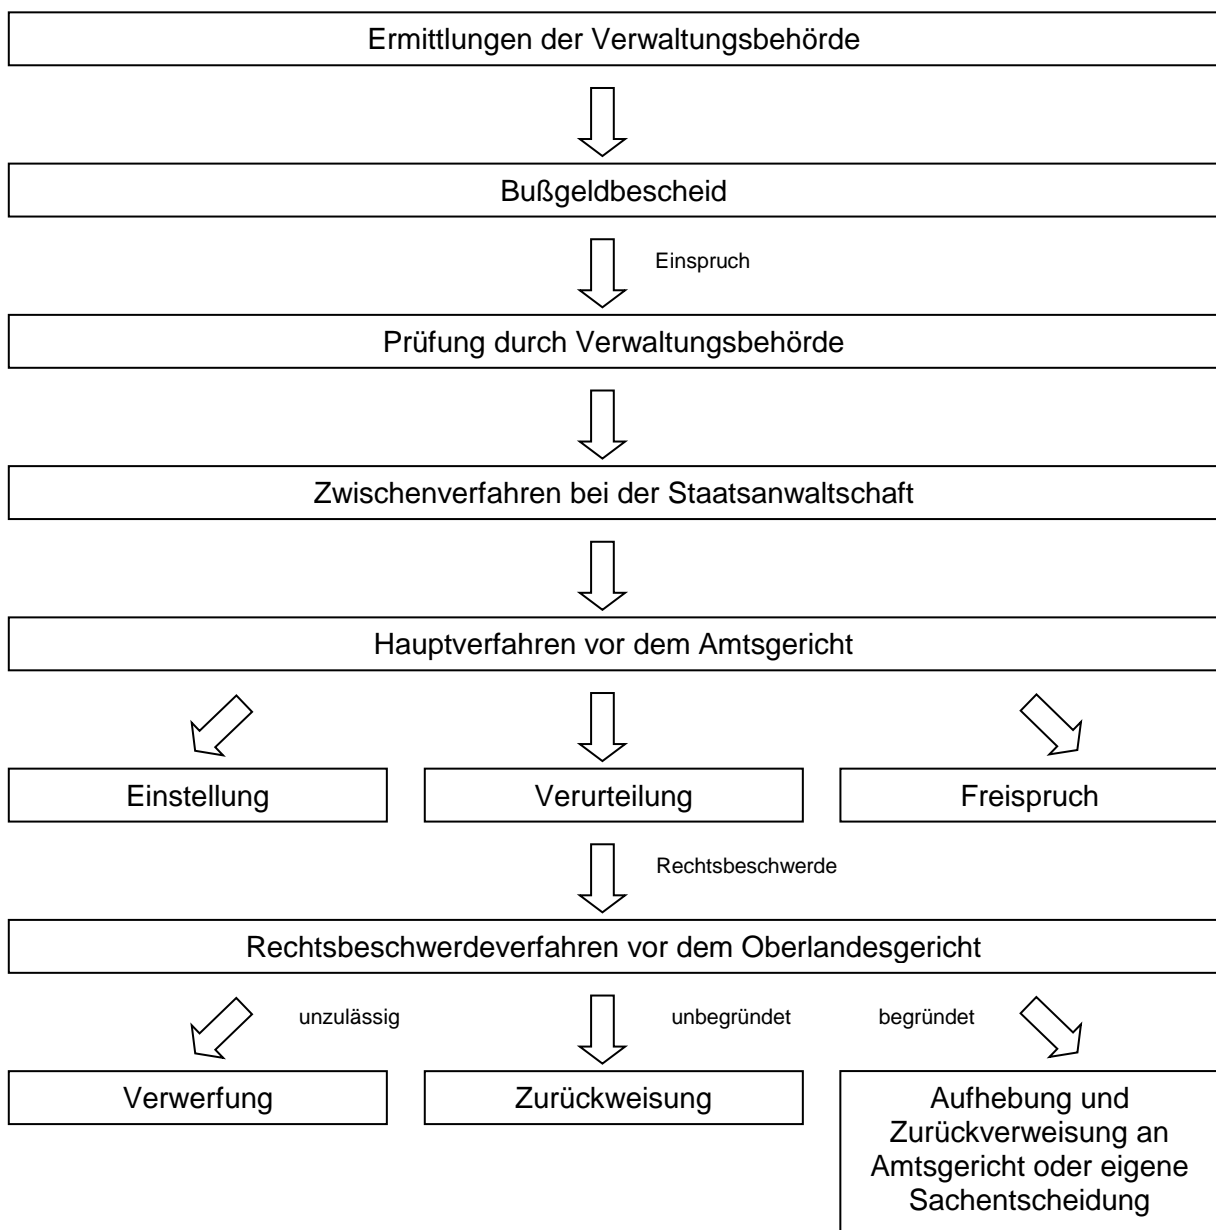 Ermittlungen der Verwaltungsbehörde
Bußgeldbescheid
Einspruch
Prüfung durch Verwaltungsbehörde
Zwischenverfahren bei der Staatsanwaltschaft
Hauptverfahren vor dem Amtsgericht
Einstellung
Verurteilung
Freispruch
Rechtsbeschwerde
Rechtsbeschwerdeverfahren vor dem Oberlandesgericht
unzulässig
unbegründet
begründet
Verwerfung
Zurückweisung
Aufhebung und
Zurückverweisung an
Amtsgericht oder eigene
Sachentscheidung